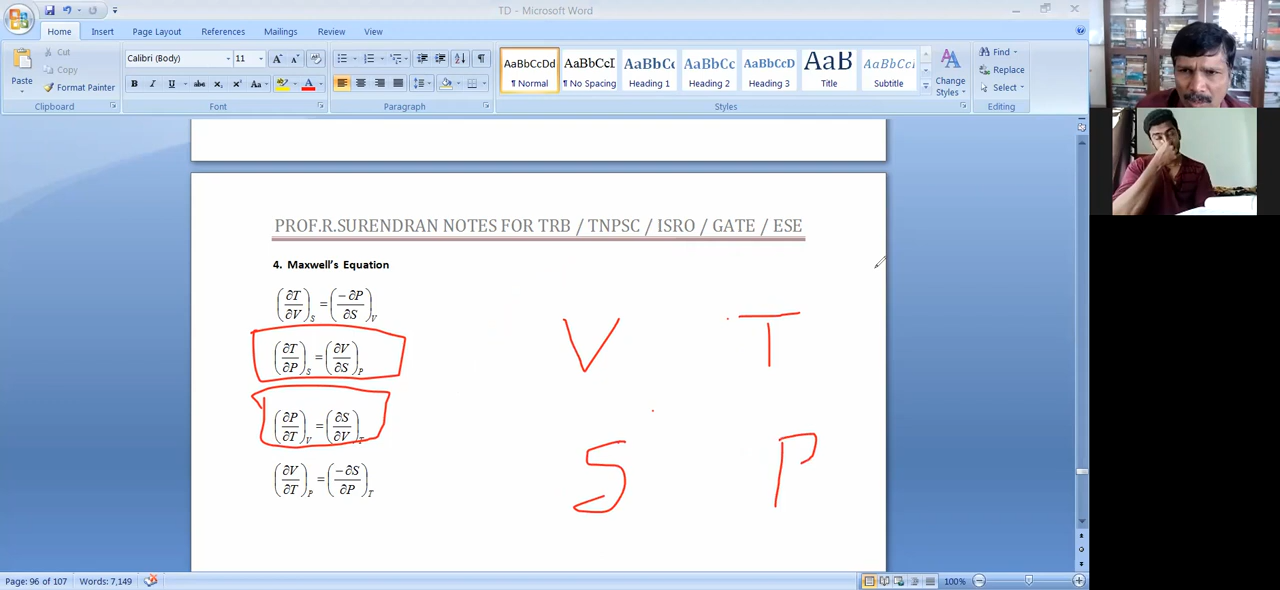 TD - Microsoft Word
Home Insert Page Layout References Mailings Review View
Paste
Cut
Copy
Format Painter
Clipboard
Calibri (Body) 11
Font
Paragraph
AaBbCcDd ¶ Normal
AaBbCcI ¶ No Spacing
AaBbCc Heading 1
AaBbCc Heading 2
AaBbCcI Heading 3
AaB Title
AaBbCcL Subtitle
Styles
Change Styles
Find
Replace
Select
Editing
PROF.R.SURENDRAN NOTES FOR TRB / TNPSC / ISRO / GATE / ESE
4. Maxwell's Equation
(∂T/∂V)_S = (−∂P/∂S)_V
(∂T/∂P)_S = (∂V/∂S)_P
(∂P/∂T)_V = (∂S/∂V)_T
(∂V/∂T)_P = (−∂S/∂P)_T
V T
S P
Page: 96 of 107 Words: 7,149 100%